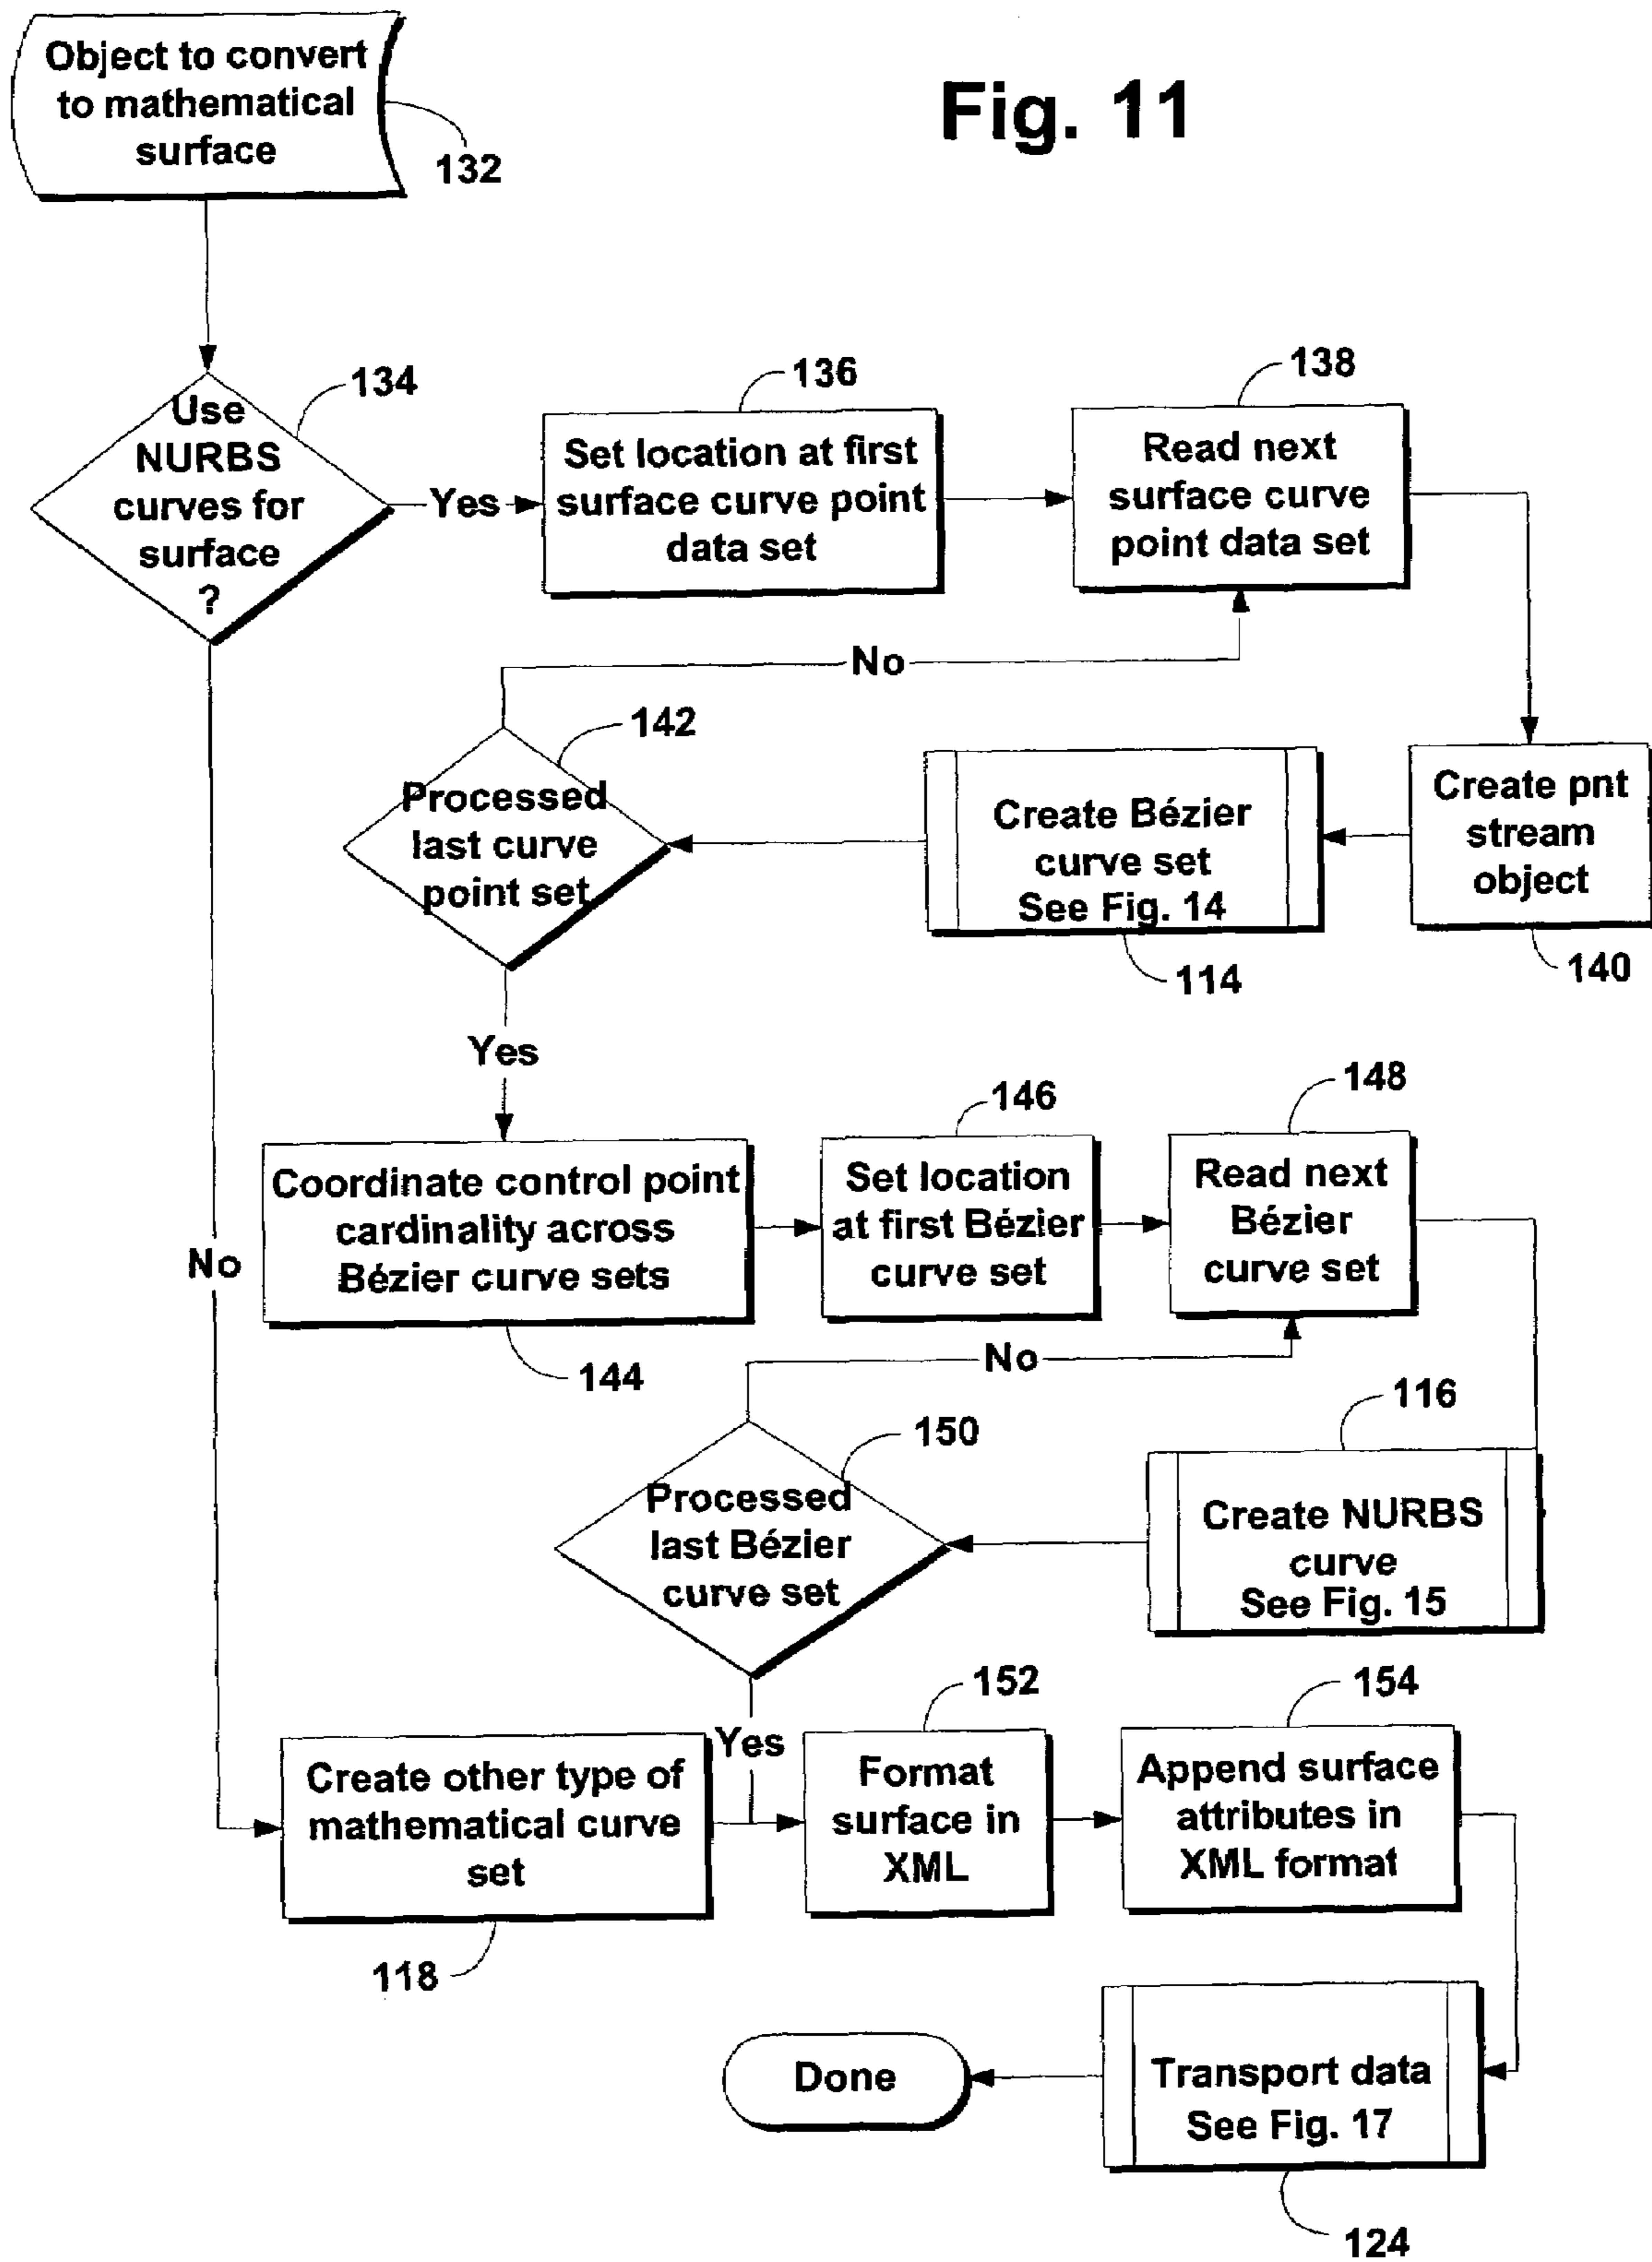 Object to convert
to mathematical
surface
132
Fig. 11
134
Use
NURBS
curves for
surface
?
Yes
136
Set location at first
surface curve point
data set
138
Read next
surface curve
point data set
No
142
Processed
last curve
point set
Create Bézier
curve set
See Fig. 14
114
Create pnt
stream
object
140
Yes
No
Coordinate control point
cardinality across
Bézier curve sets
144
146
Set location
at first Bézier
curve set
148
Read next
Bézier
curve set
No
150
Processed
last Bézier
curve set
116
Create NURBS
curve
See Fig. 15
Yes
Create other type of
mathematical curve
set
118
152
Format
surface in
XML
154
Append surface
attributes in
XML format
Done
Transport data
See Fig. 17
124